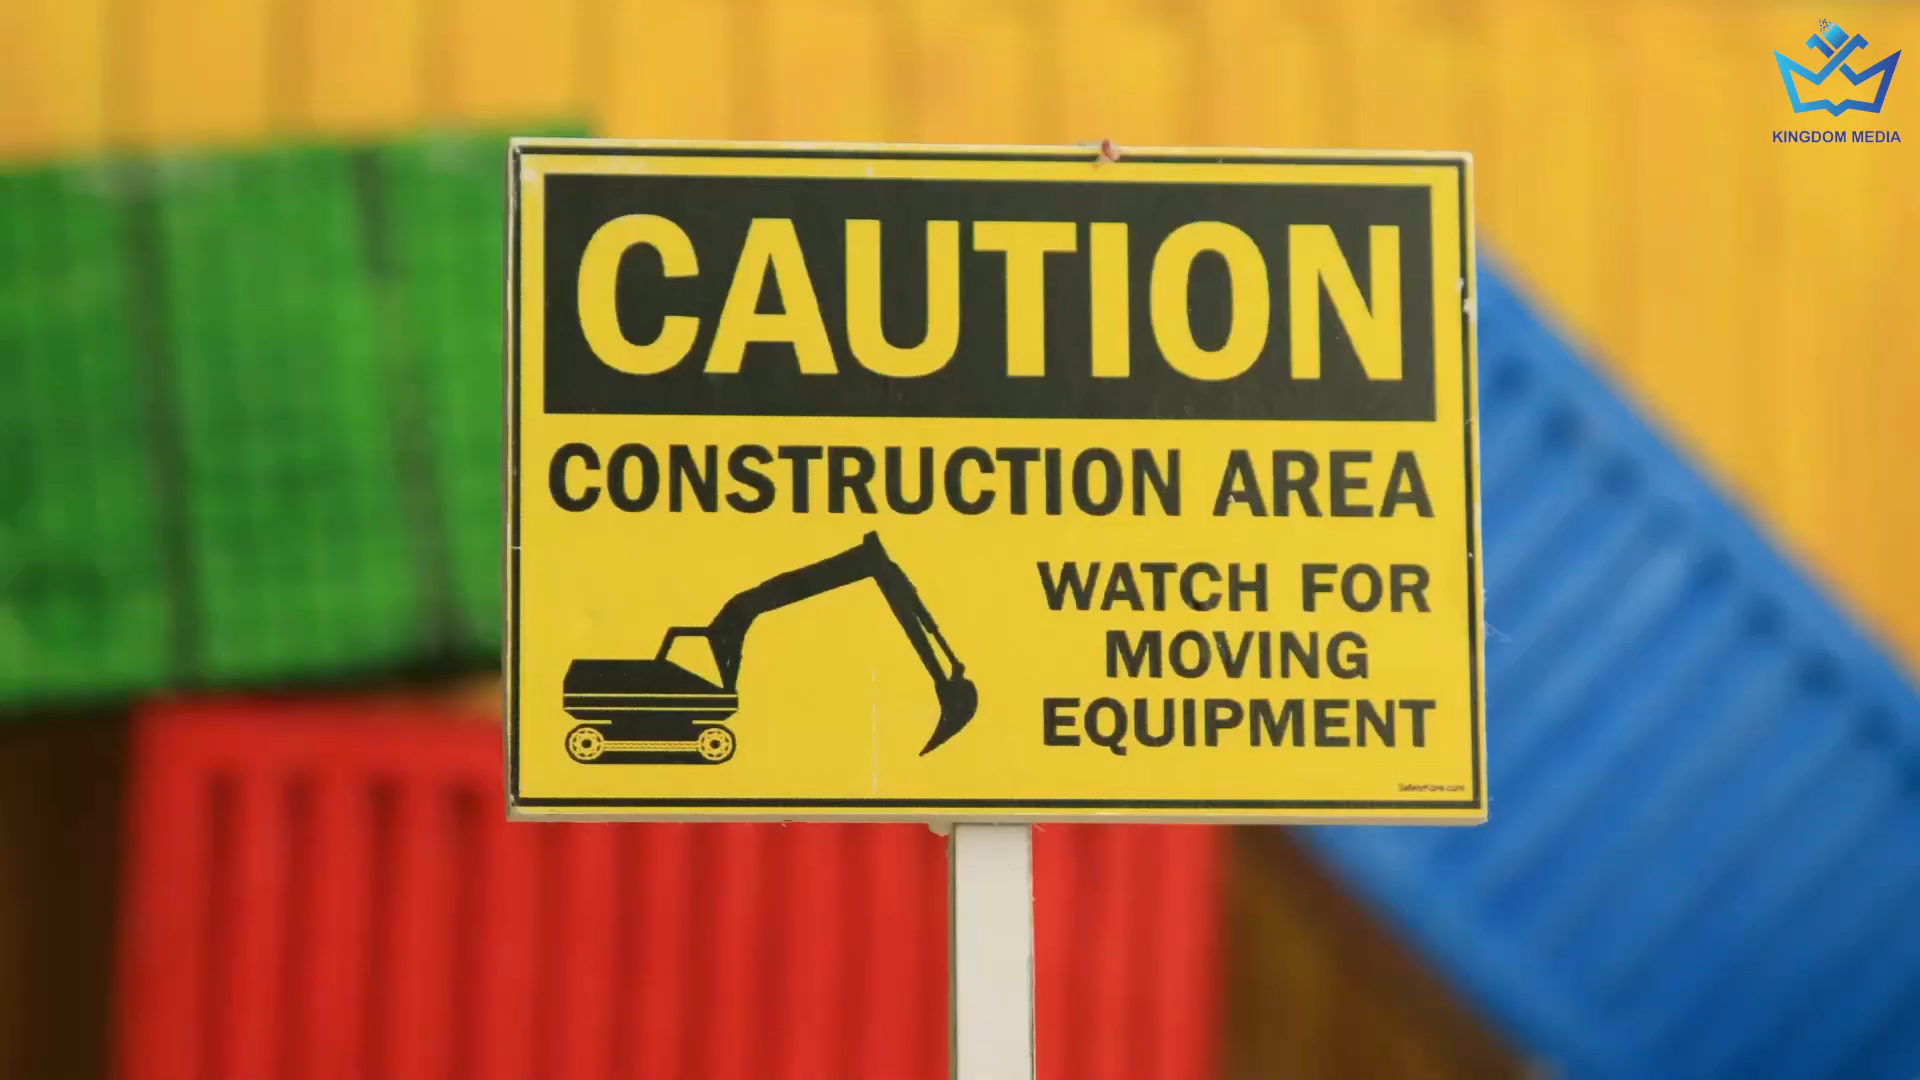 KINGDOM MEDIA
CAUTION
CONSTRUCTION AREA
WATCH FOR
MOVING
EQUIPMENT